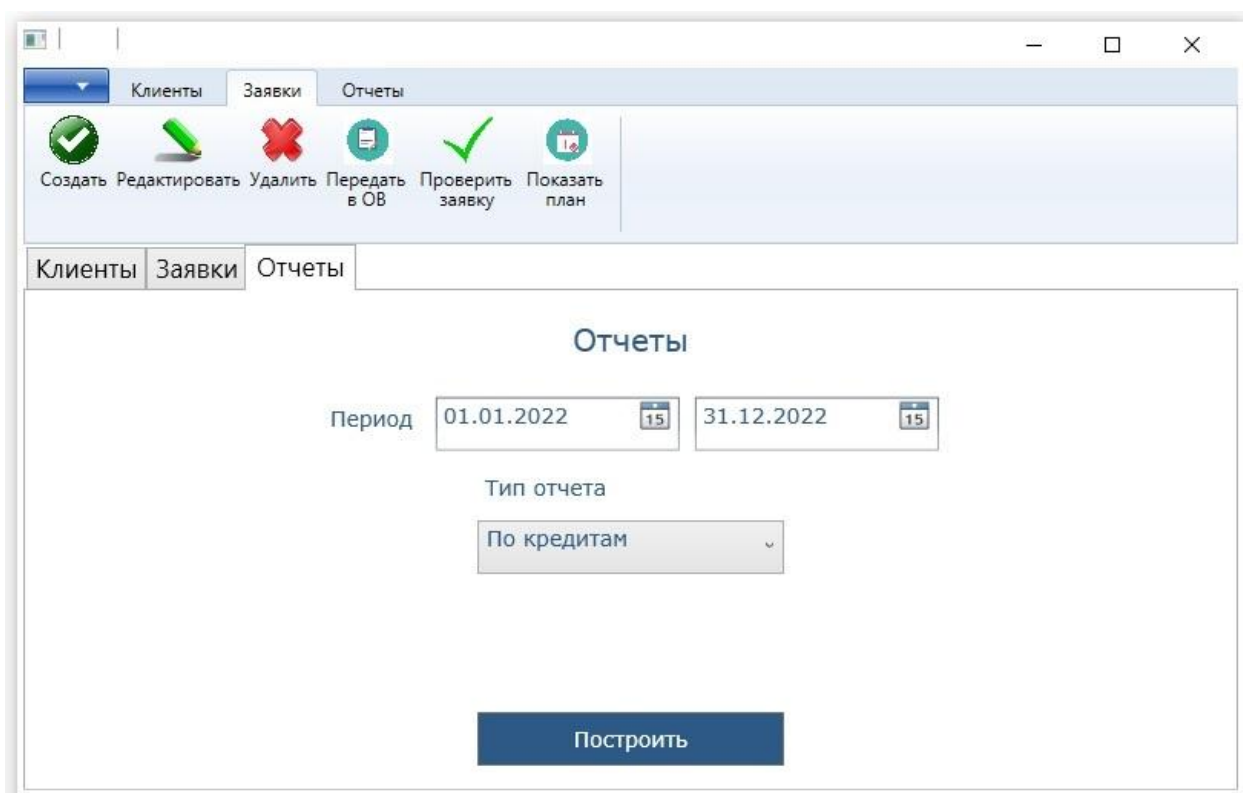 Клиенты Заявки Отчеты
Создать Редактировать Удалить Передать в ОВ Проверить заявку Показать план
Клиенты Заявки Отчеты
Отчеты
Период 01.01.2022 15 31.12.2022 15
Тип отчета
По кредитам
Построить